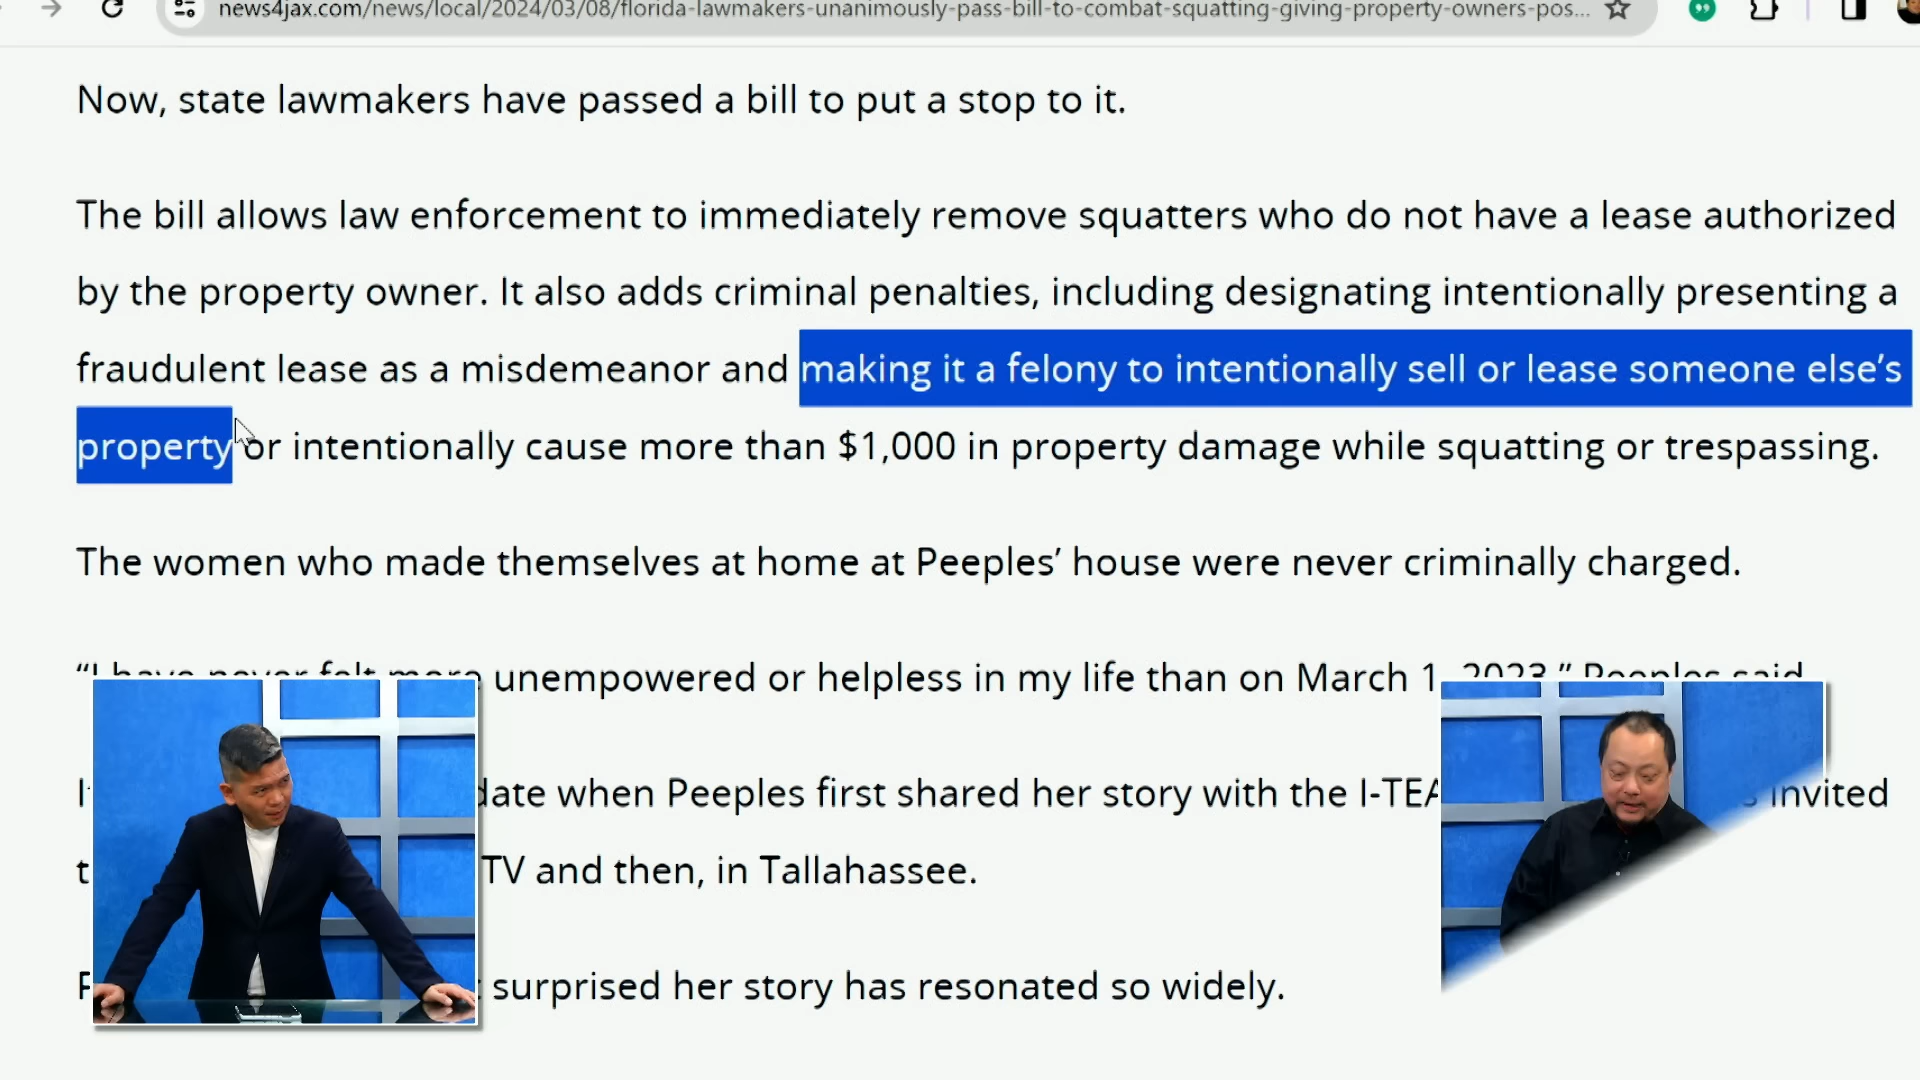 news4jax.com/news/local/2024/03/08/florida-lawmakers-unanimously-pass-bill-to-combat-squatting-giving-property-owners-pos...
Now, state lawmakers have passed a bill to put a stop to it.
The bill allows law enforcement to immediately remove squatters who do not have a lease authorized
by the property owner. It also adds criminal penalties, including designating intentionally presenting a
fraudulent lease as a misdemeanor and making it a felony to intentionally sell or lease someone else’s
property or intentionally cause more than $1,000 in property damage while squatting or trespassing.
The women who made themselves at home at Peeples’ house were never criminally charged.
“I have never felt more unempowered or helpless in my life than on March 1, 2023,” Peeples said.
date when Peeples first shared her story with the I-TEA invited
TV and then, in Tallahassee.
surprised her story has resonated so widely.